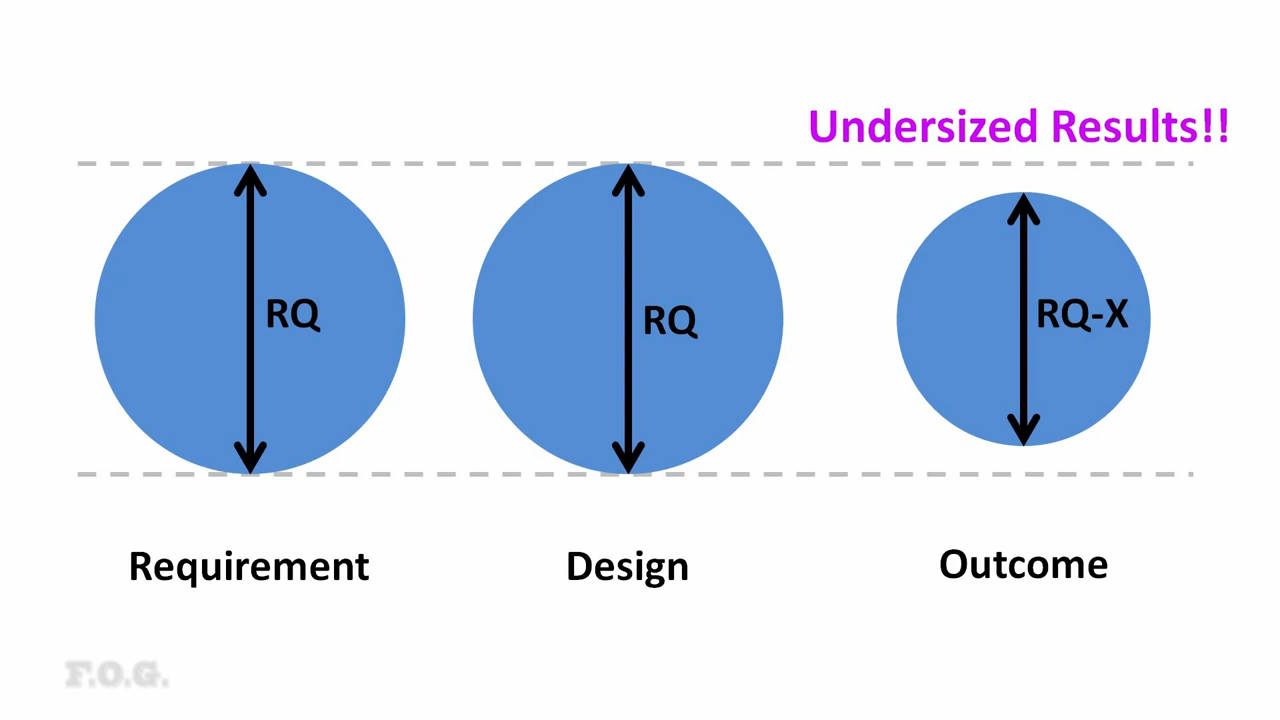 Undersized Results!!
RQ
RQ
RQ-X
Requirement
Design
Outcome
F.O.G.